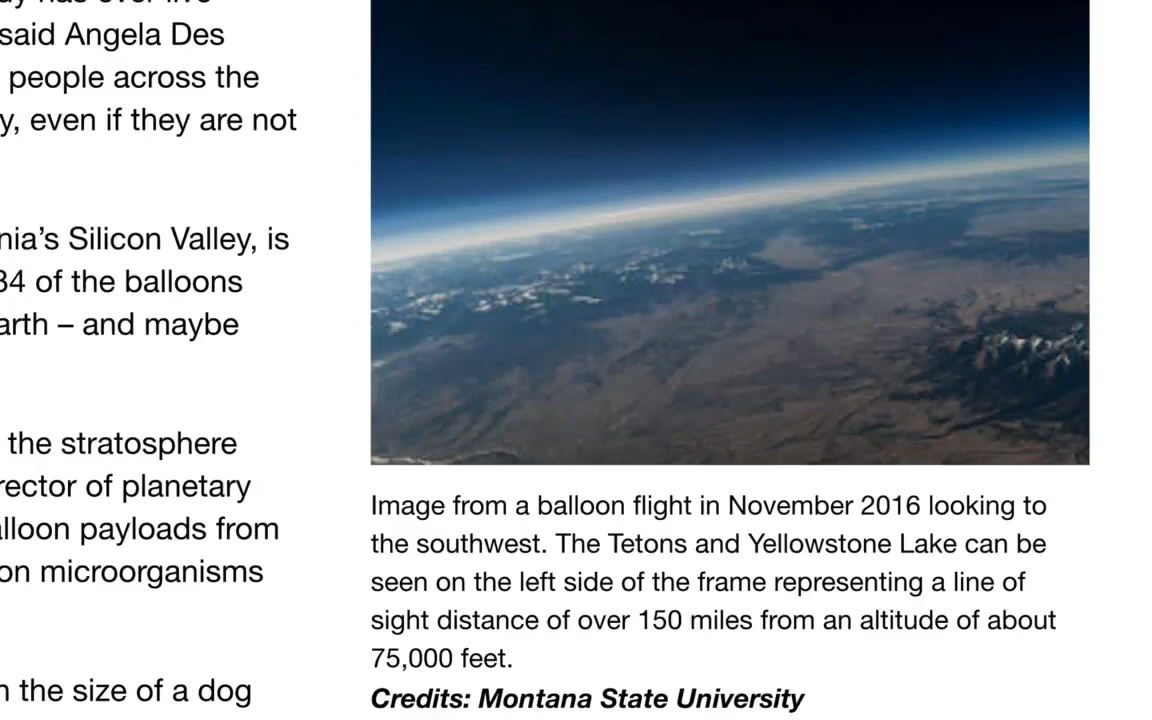 said Angela Des
people across the
y, even if they are not
nia’s Silicon Valley, is
34 of the balloons
arth – and maybe
the stratosphere
rector of planetary
alloon payloads from
on microorganisms
n the size of a dog
Image from a balloon flight in November 2016 looking to
the southwest. The Tetons and Yellowstone Lake can be
seen on the left side of the frame representing a line of
sight distance of over 150 miles from an altitude of about
75,000 feet.
Credits: Montana State University